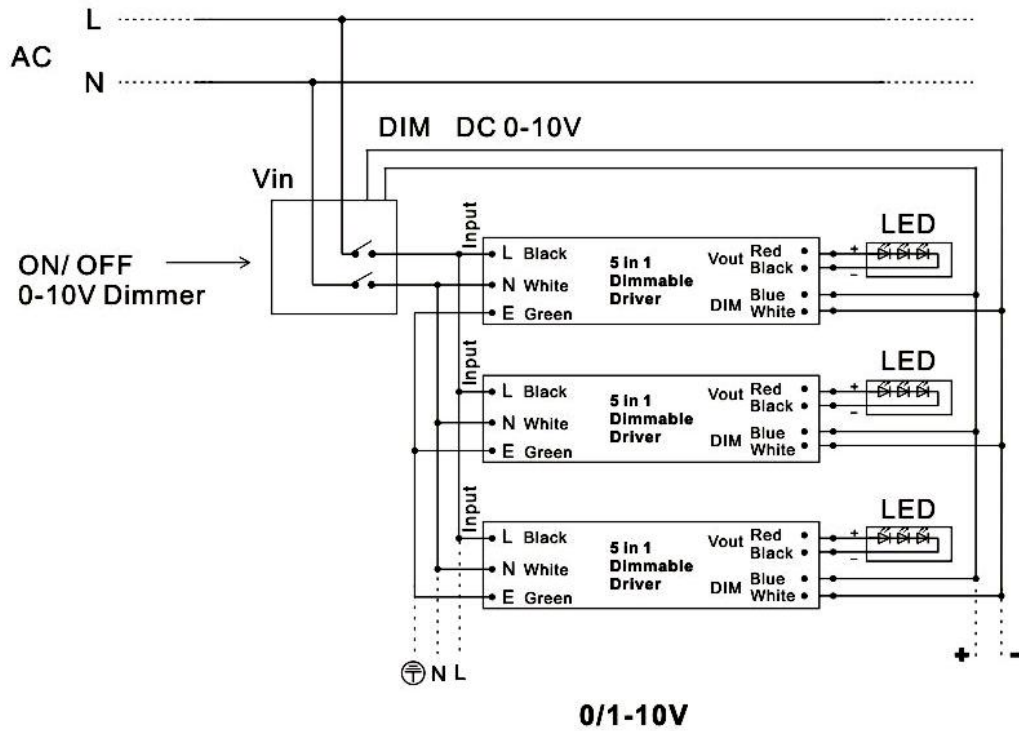 L
AC
N
DIM DC 0-10V
Vin
ON/ OFF
0-10V Dimmer
Input
L Black
N White
E Green
5 in 1
Dimmable
Driver
Vout Red
Black
DIM Blue
White
LED
+
–
Input
L Black
N White
E Green
5 in 1
Dimmable
Driver
Vout Red
Black
DIM Blue
White
LED
+
–
Input
L Black
N White
E Green
5 in 1
Dimmable
Driver
Vout Red
Black
DIM Blue
White
LED
+
–
N L
+ -
0/1-10V